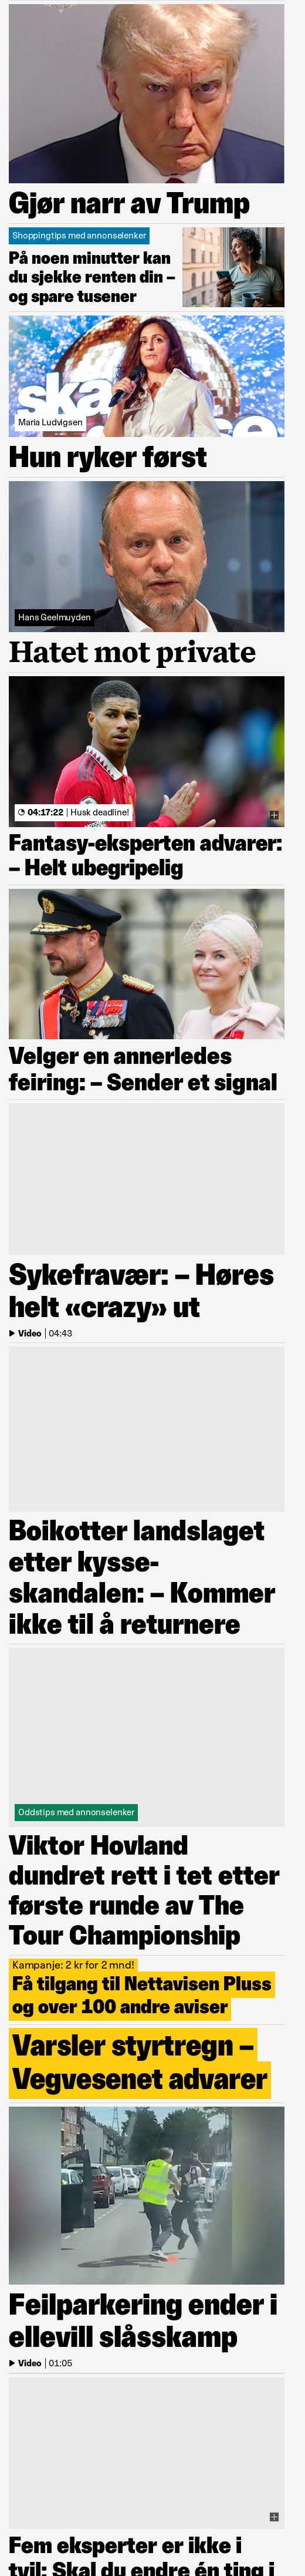 Gjør narr av Trump
Shoppingtips med annonselenker
På noen minutter kan
du sjekke renten din –
og spare tusener
ska
Maria Ludvigsen
Hun ryker først
Hans Geelmuyden
Hatet mot private
04:17:22 | Husk deadline!
Fantasy-eksperten advarer:
– Helt ubegripelig
Velger en annerledes
feiring: – Sender et signal
Sykefravær: – Høres
helt «crazy» ut
Video | 04:43
Boikotter landslaget
etter kysse-
skandalen: – Kommer
ikke til å returnere
Oddstips med annonselenker
Viktor Hovland
dundret rett i tet etter
første runde av The
Tour Championship
Kampanje: 2 kr for 2 mnd!
Få tilgang til Nettavisen Pluss
og over 100 andre aviser
Varsler styrtregn –
Vegvesenet advarer
Feilparkering ender i
ellevill slåsskamp
Video | 01:05
Fem eksperter er ikke i
tvil: Skal du endre én ting i